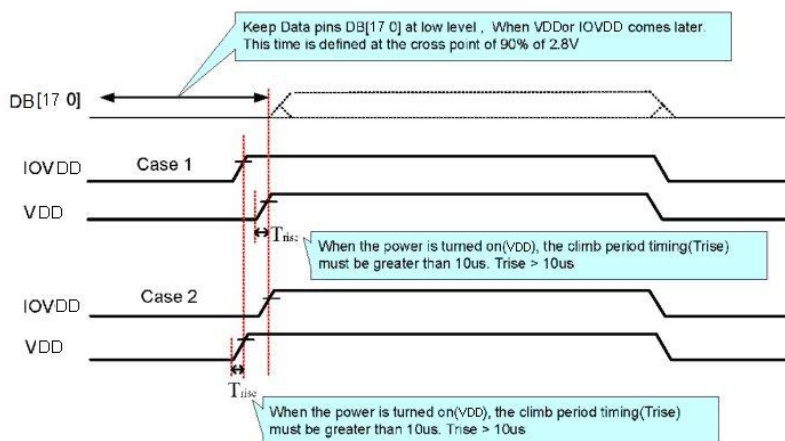 Keep Data pins DB[17 0] at low level , When VDDor IOVDD comes later.
This time is defined at the cross point of 90% of 2.8V
DB[17 0]
IOVDD
Case 1
VDD
Trise
When the power is turned on(VDD), the climb period timing(Trise)
must be greater than 10us. Trise > 10us
Case 2
IOVDD
VDD
Trise
When the power is turned on(VDD), the climb period timing(Trise)
must be greater than 10us. Trise > 10us